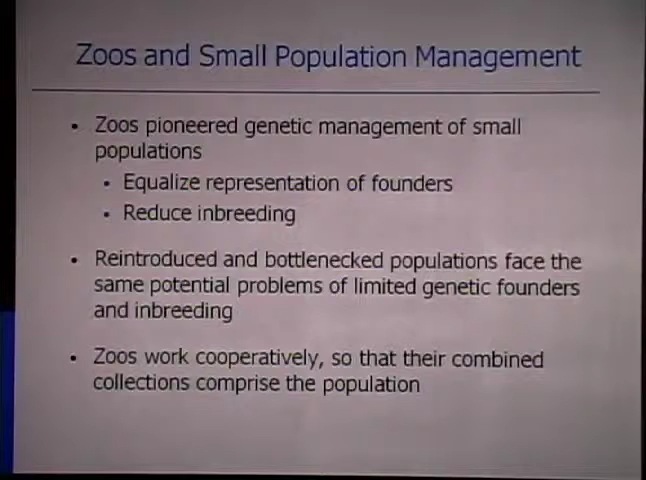 Zoos and Small Population Management
• Zoos pioneered genetic management of small
populations
• Equalize representation of founders
• Reduce inbreeding
• Reintroduced and bottlenecked populations face the
same potential problems of limited genetic founders
and inbreeding
• Zoos work cooperatively, so that their combined
collections comprise the population